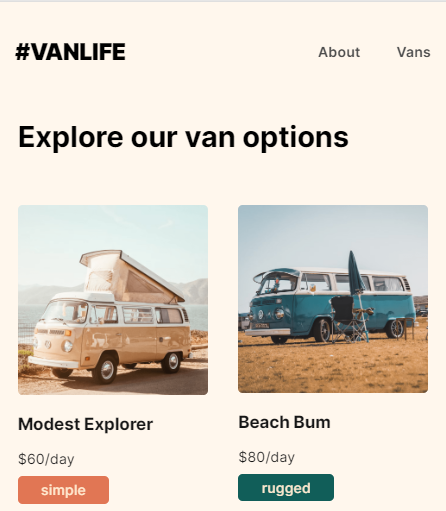 #VANLIFE
About Vans
Explore our van options
Modest Explorer
$60/day
simple
Beach Bum
$80/day
rugged